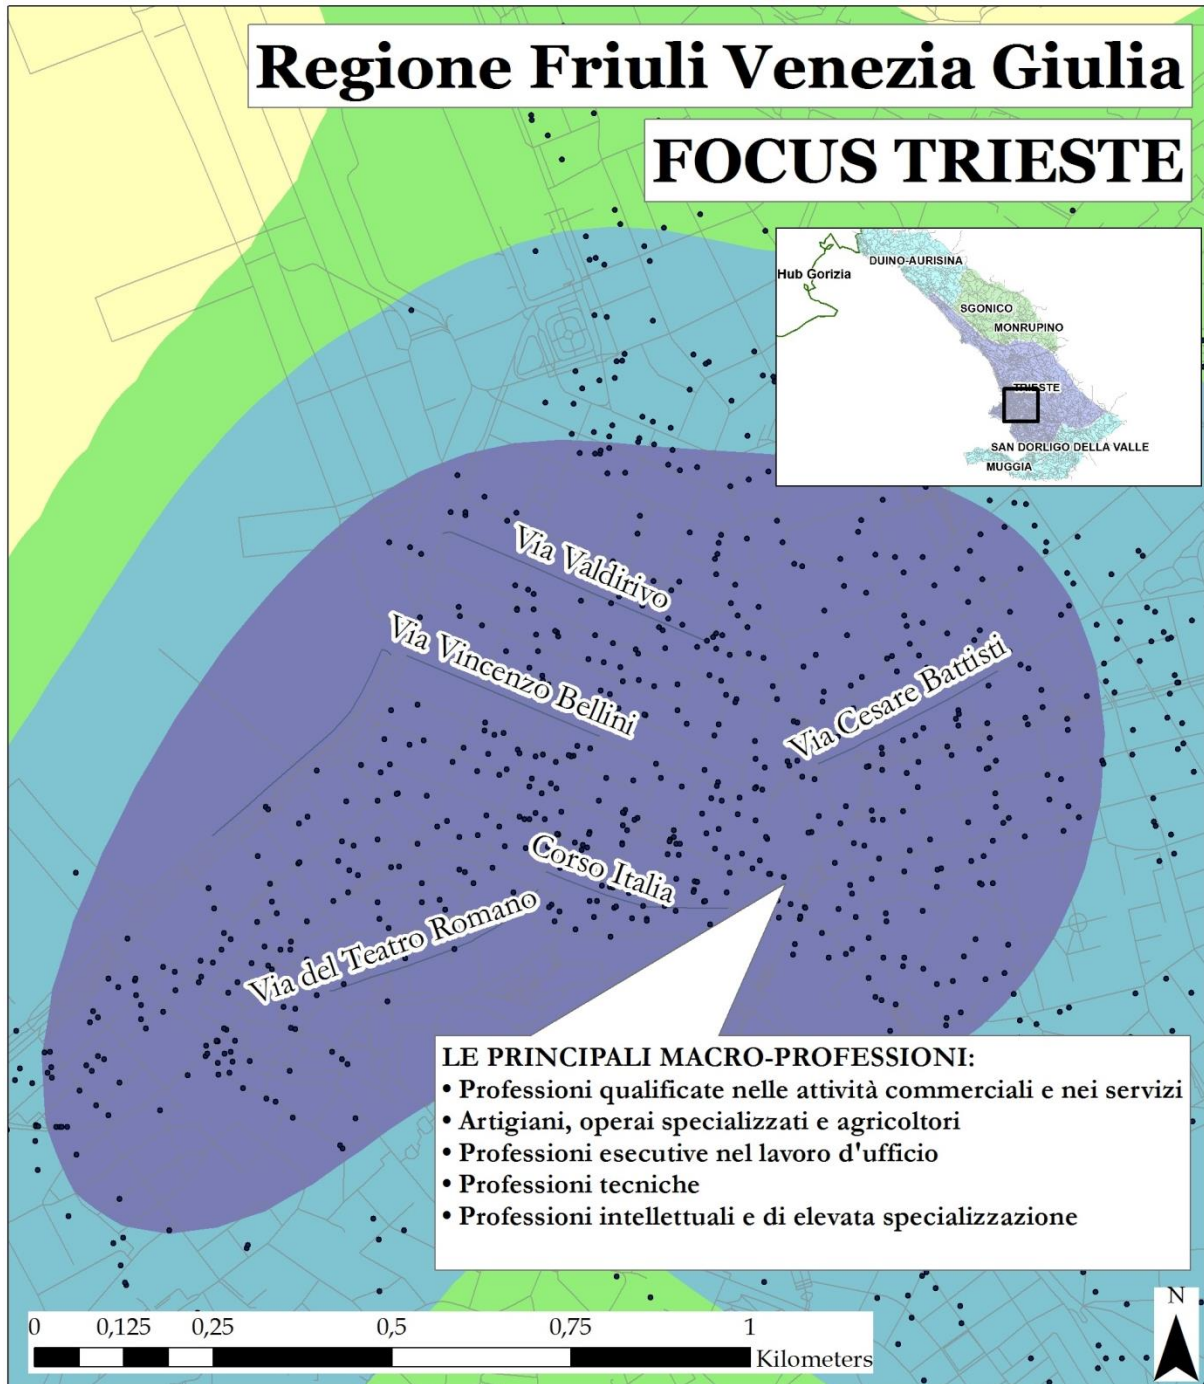 Regione Friuli Venezia Giulia
FOCUS TRIESTE
DUINO-AURISINA
Hub Gorizia
SGONICO
MONRUPINO
TRIESTE
SAN DORLIGO DELLA VALLE
MUGGIA
Via Valdirivo
Via Vincenzo Bellini
Via Cesare Battisti
Corso Italia
Via del Teatro Romano
LE PRINCIPALI MACRO-PROFESSIONI:
• Professioni qualificate nelle attività commerciali e nei servizi
• Artigiani, operai specializzati e agricoltori
• Professioni esecutive nel lavoro d'ufficio
• Professioni tecniche
• Professioni intellettuali e di elevata specializzazione
N
0 0,125 0,25 0,5 0,75 1
Kilometers